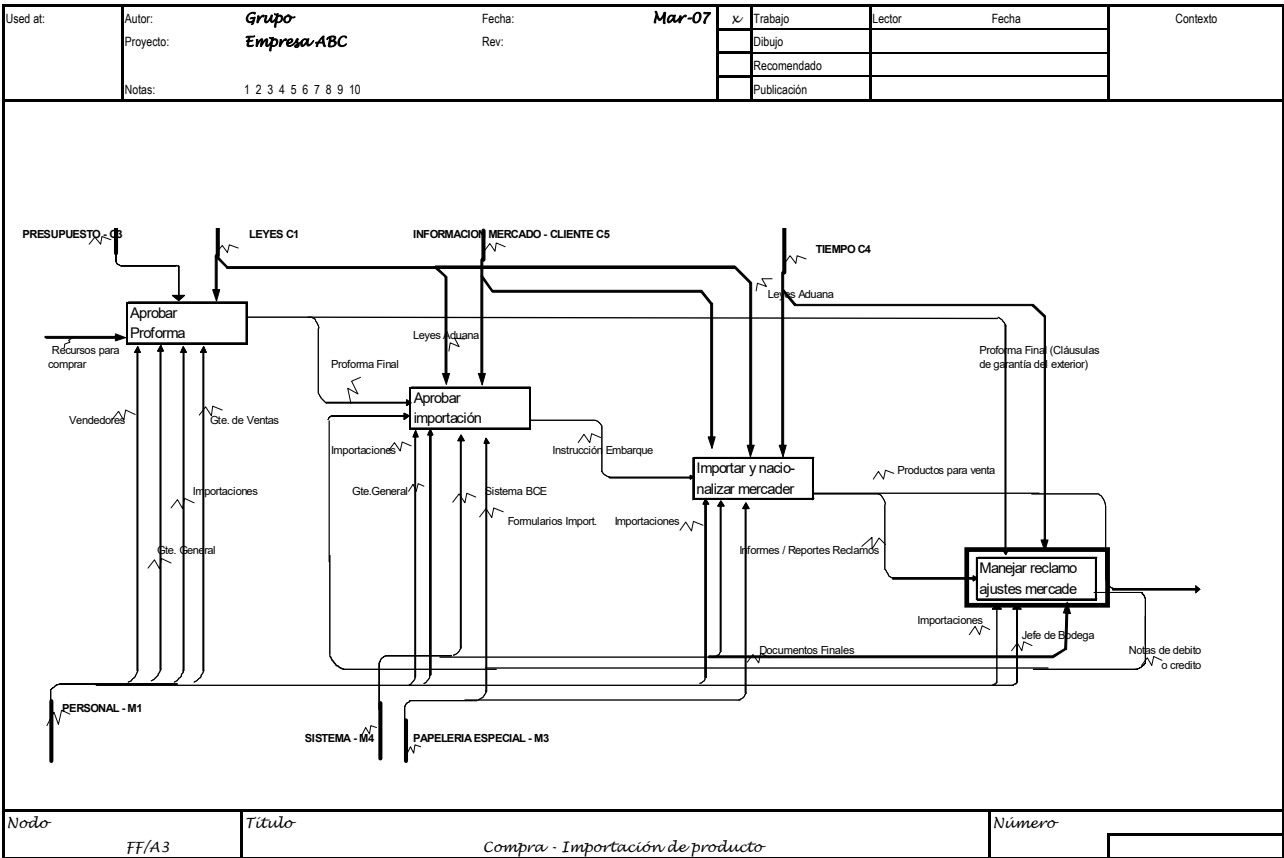 Used at:
Autor: Grupo
Fecha: Mar-07
x Trabajo
Lector Fecha
Contexto
Proyecto: Empresa ABC
Rev:
Dibujo
Recomendado
Notas: 1 2 3 4 5 6 7 8 9 10
Publicación
PRESUPUESTO - C3
LEYES C1
INFORMACION MERCADO - CLIENTE C5
TIEMPO C4
Leyes Aduana
Aprobar
Proforma
Recursos para
comprar
Leyes Aduana
Proforma Final
Proforma Final (Cláusulas
de garantía del exterior)
Aprobar
importación
Vendedores
Gte. de Ventas
Importaciones
Instrucción Embarque
Importar y nacio-
nalizar mercader
Productos para venta
Importaciones
Gte.General
Sistema BCE
Formularios Import.
Importaciones
Gte. General
Informes / Reportes Reclamos
Manejar reclamo
ajustes mercade
Importaciones
Jefe de Bodega
Documentos Finales
Notas de debito
o credito
PERSONAL - M1
SISTEMA - M4
PAPELERIA ESPECIAL - M3
Nodo
Título
Número
FF/A3
Compra - Importación de producto